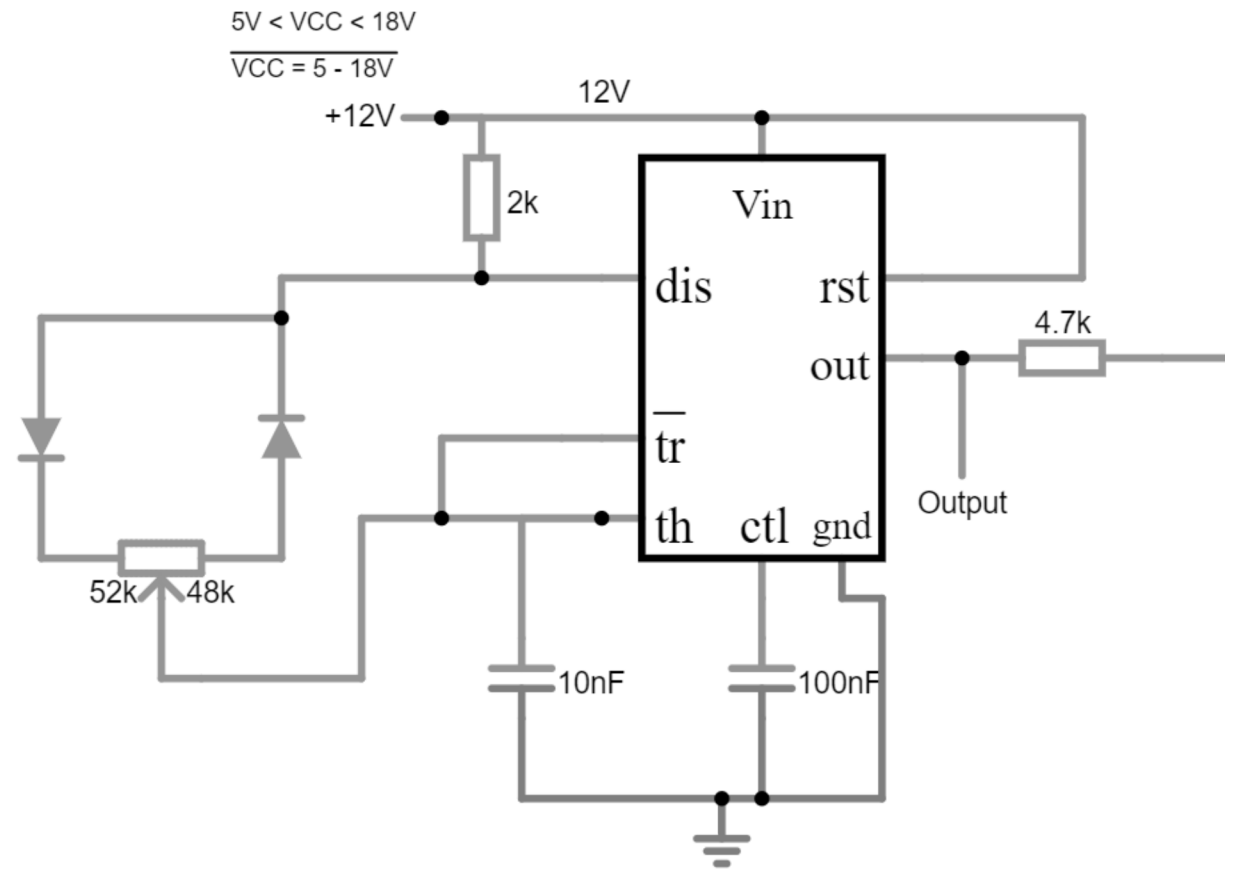 5V < VCC < 18V
VCC = 5 - 18V
+12V
12V
2k
Vin
dis
rst
4.7k
out
tr
Output
th
ctl
gnd
52k
48k
10nF
100nF